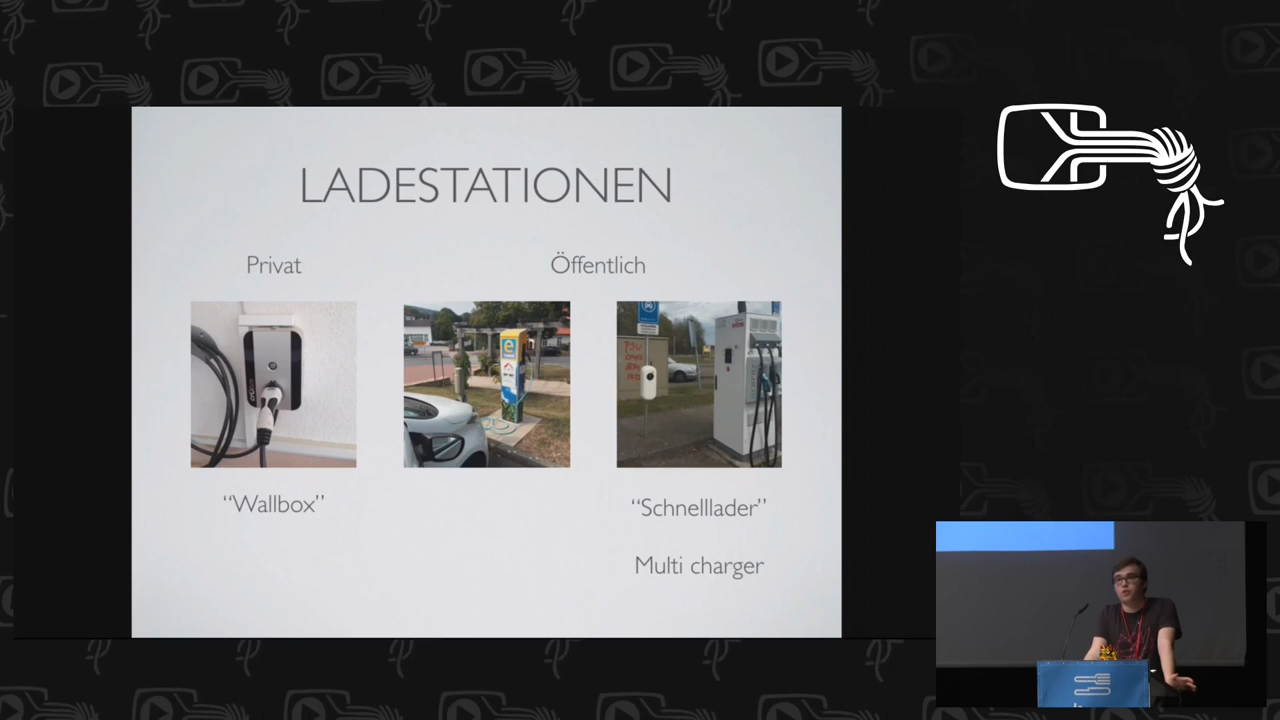 LADESTATIONEN
Privat
Öffentlich
e
“Wallbox”
“Schnelllader”
Multi charger